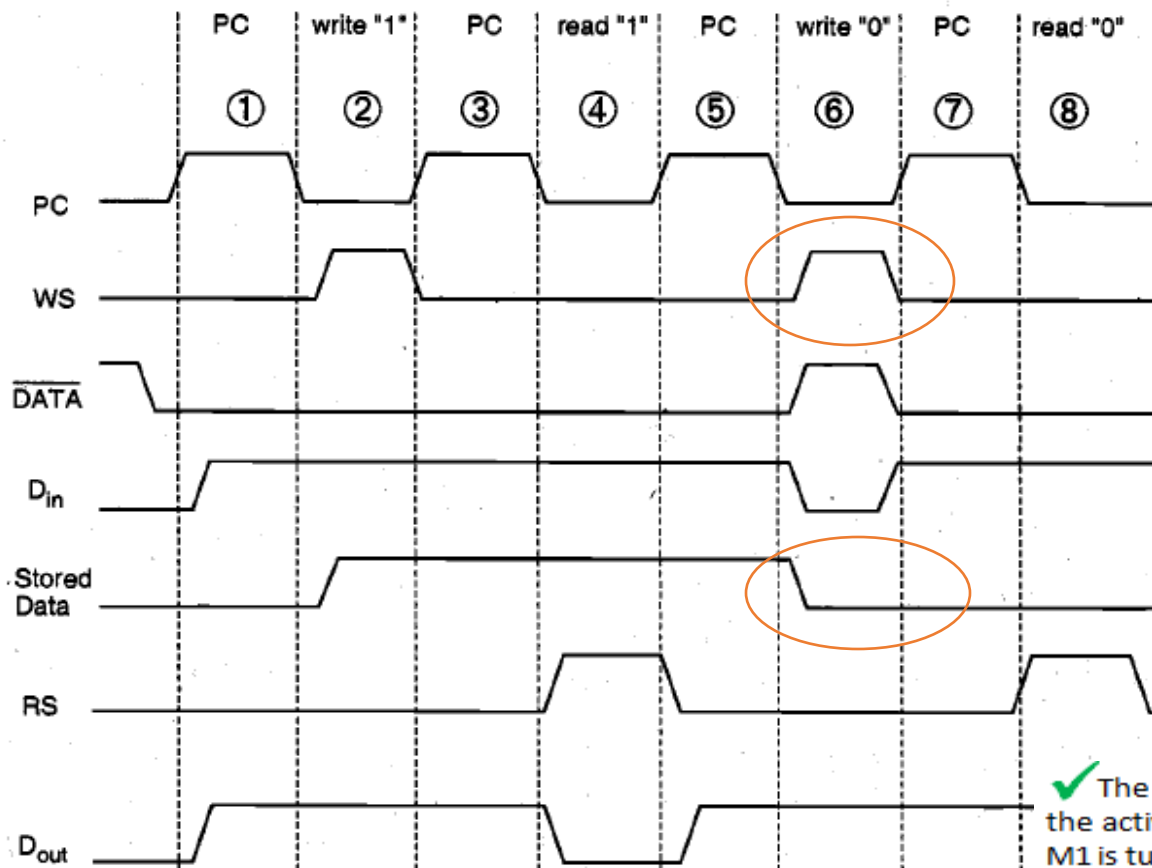 PC write "1" PC read "1" PC write "0" PC read "0"
① ② ③ ④ ⑤ ⑥ ⑦ ⑧
PC
WS
DATA
Din
Stored
Data
RS
Dout
The
the acti
M1 is tu